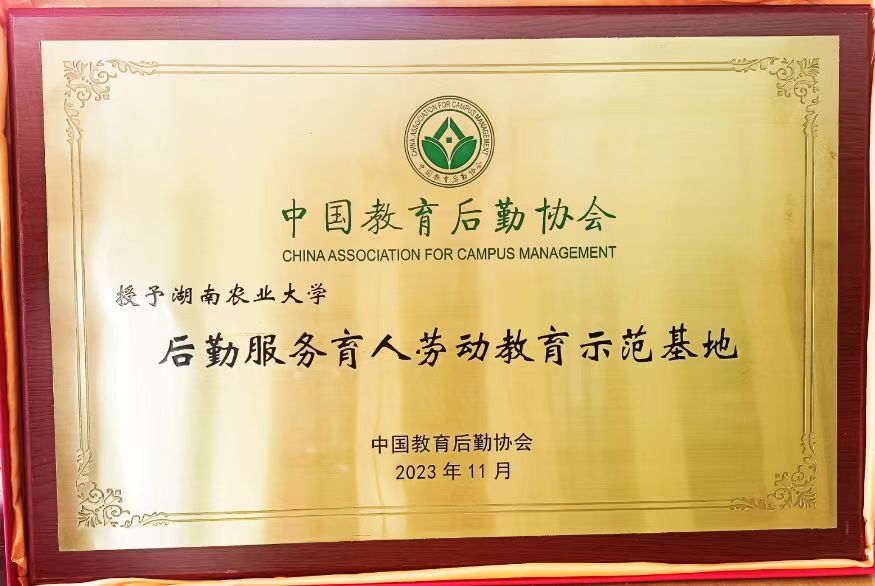 CHINA ASSOCIATION FOR CAMPUS MANAGEMENT
中国教育后勤协会
中国教育后勤协会
CHINA ASSOCIATION FOR CAMPUS MANAGEMENT
授予湖南农业大学
后勤服务育人劳动教育示范基地
中国教育后勤协会
2023年11月